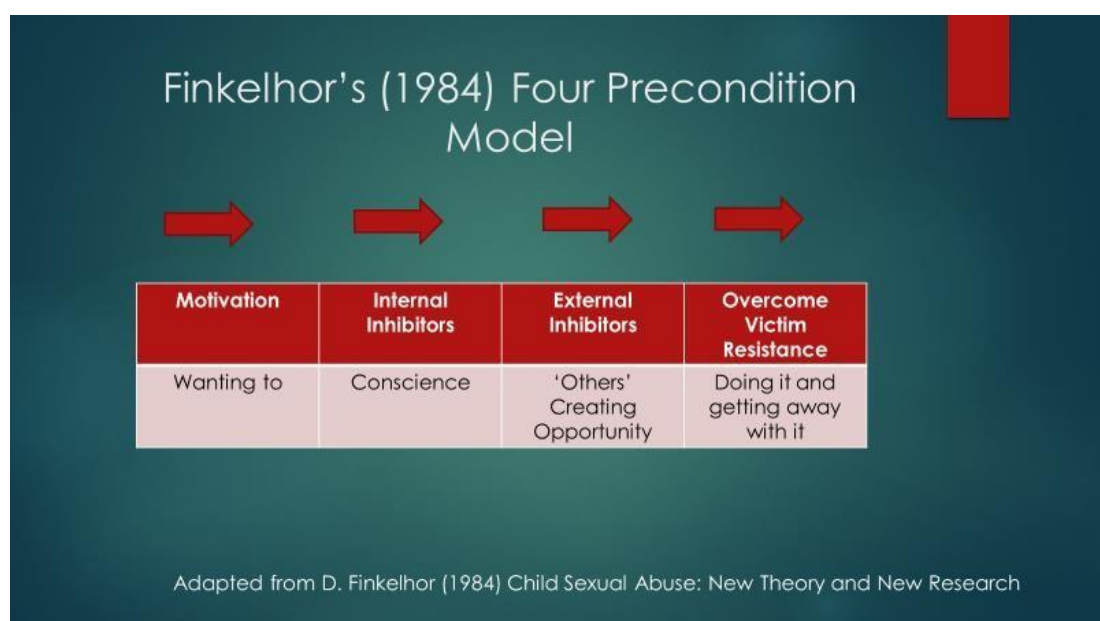 Finkelhor’s (1984) Four Precondition
Model
Motivation
Internal
Inhibitors
External
Inhibitors
Overcome
Victim
Resistance
Wanting to
Conscience
‘Others’
Creating
Opportunity
Doing it and
getting away
with it
Adapted from D. Finkelhor (1984) Child Sexual Abuse: New Theory and New Research